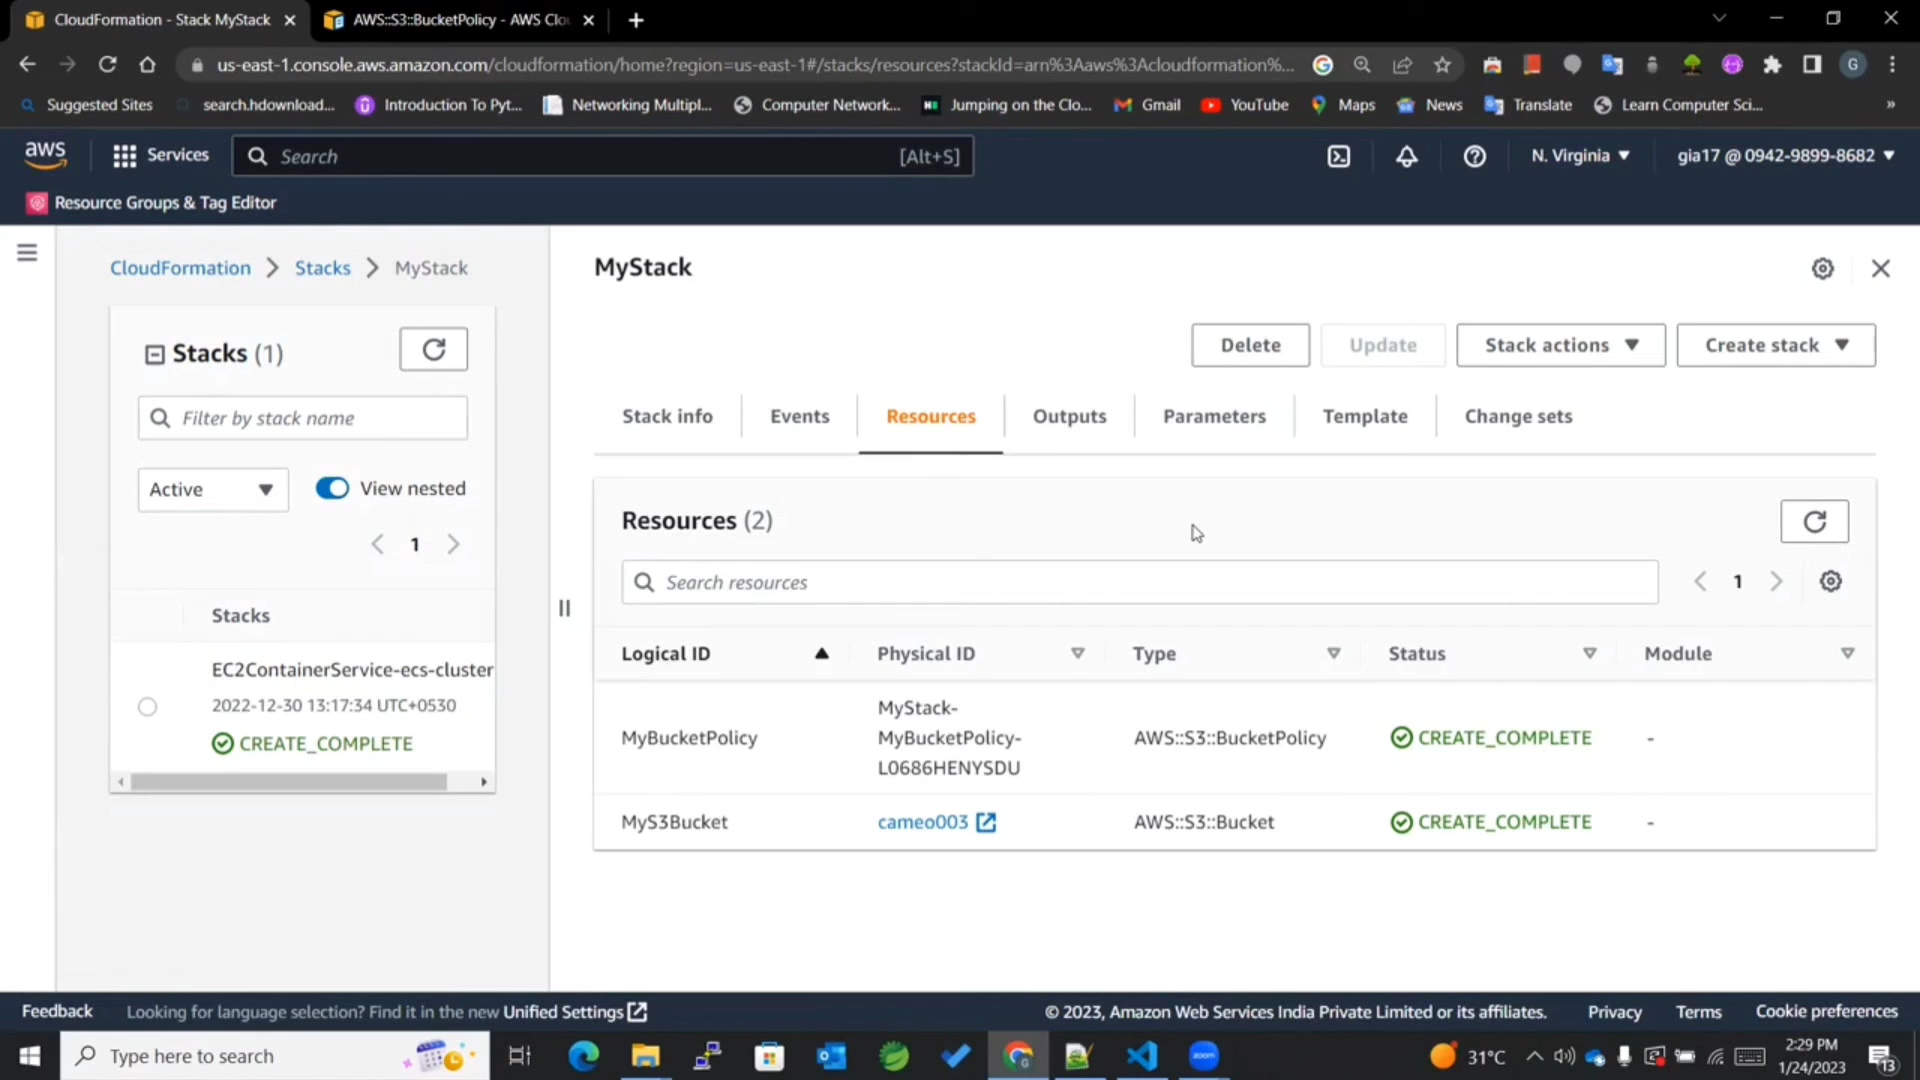 CloudFormation - Stack MyStack
AWS::S3::BucketPolicy - AWS Clo
us-east-1.console.aws.amazon.com/cloudformation/home?region=us-east-1#/stacks/resources?stackId=arn%3Aaws%3Acloudformation%...
G
Suggested Sites
search.hdownload...
Introduction To Pyt...
Networking Multipl...
Computer Network...
Jumping on the Clo...
Gmail
YouTube
Maps
News
Translate
Learn Computer Sci...
»
aws
Services
Search
[Alt+S]
N. Virginia
gia17 @ 0942-9899-8682
Resource Groups & Tag Editor
CloudFormation
Stacks
MyStack
Stacks (1)
Filter by stack name
Active
View nested
1
Stacks
EC2ContainerService-ecs-cluster
2022-12-30 13:17:34 UTC+0530
CREATE_COMPLETE
MyStack
Delete
Update
Stack actions
Create stack
Stack info
Events
Resources
Outputs
Parameters
Template
Change sets
Resources (2)
Search resources
1
Logical ID
Physical ID
Type
Status
Module
MyBucketPolicy
MyStack-
MyBucketPolicy-
L0686HENYSDU
AWS::S3::BucketPolicy
CREATE_COMPLETE
-
MyS3Bucket
cameo003
AWS::S3::Bucket
CREATE_COMPLETE
-
Feedback
Looking for language selection? Find it in the new Unified Settings
© 2023, Amazon Web Services India Private Limited or its affiliates.
Privacy
Terms
Cookie preferences
Type here to search
zoom
31°C
2:29 PM
1/24/2023
13